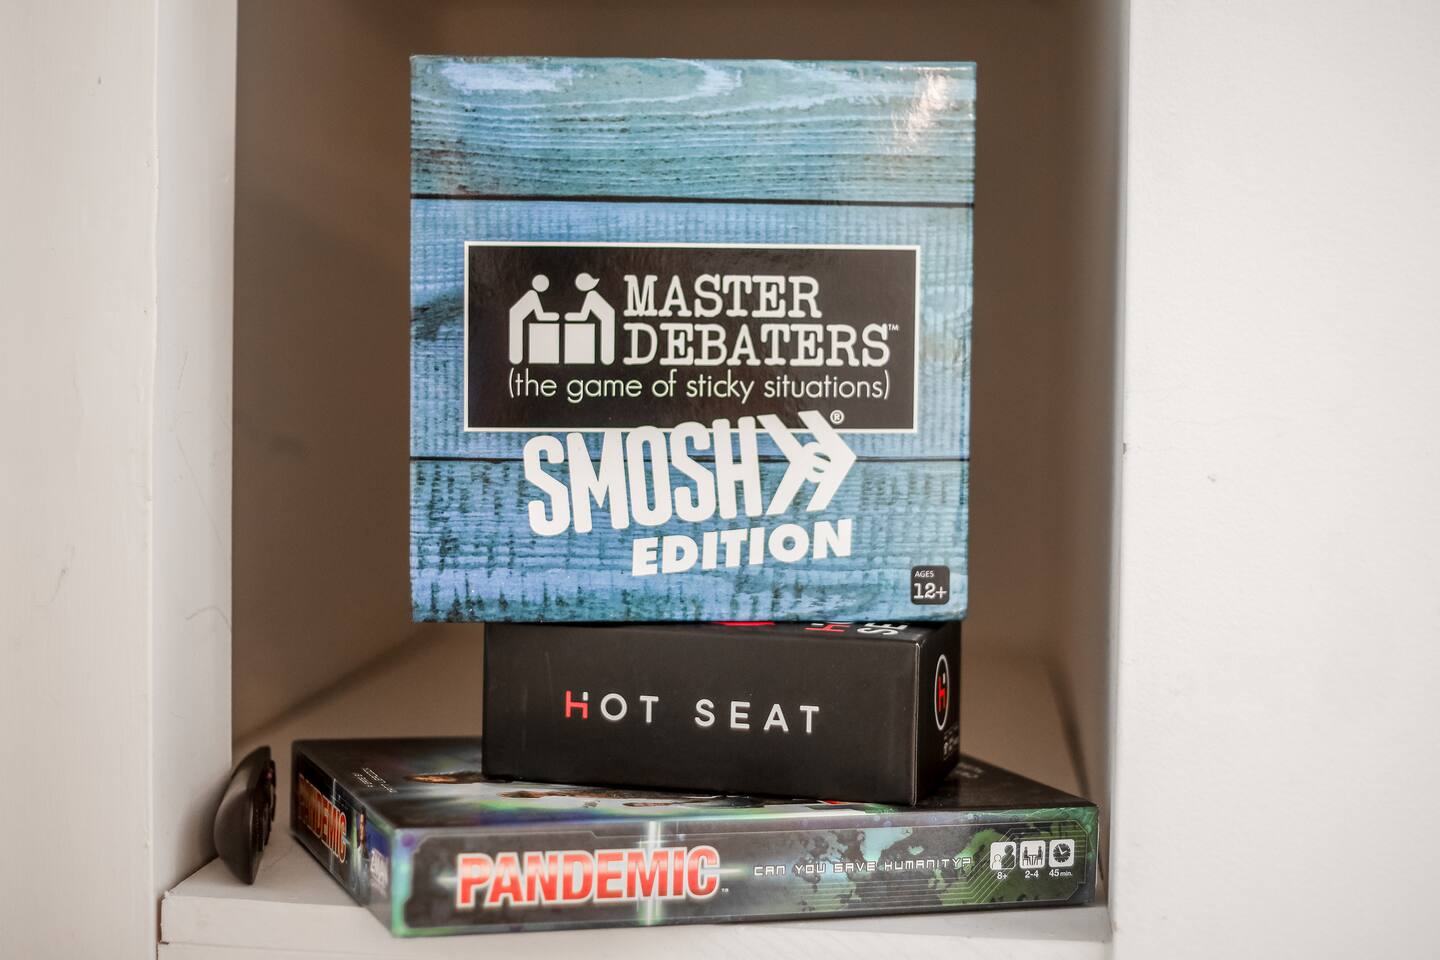 MASTER
DEBATERS™
(the game of sticky situations)
SMOSH®
EDITION
AGES
12+
HOT SEAT
PANDEMIC
PANDEMIC™
CAN YOU SAVE HUMANITY?
8+
2-4
45 min.